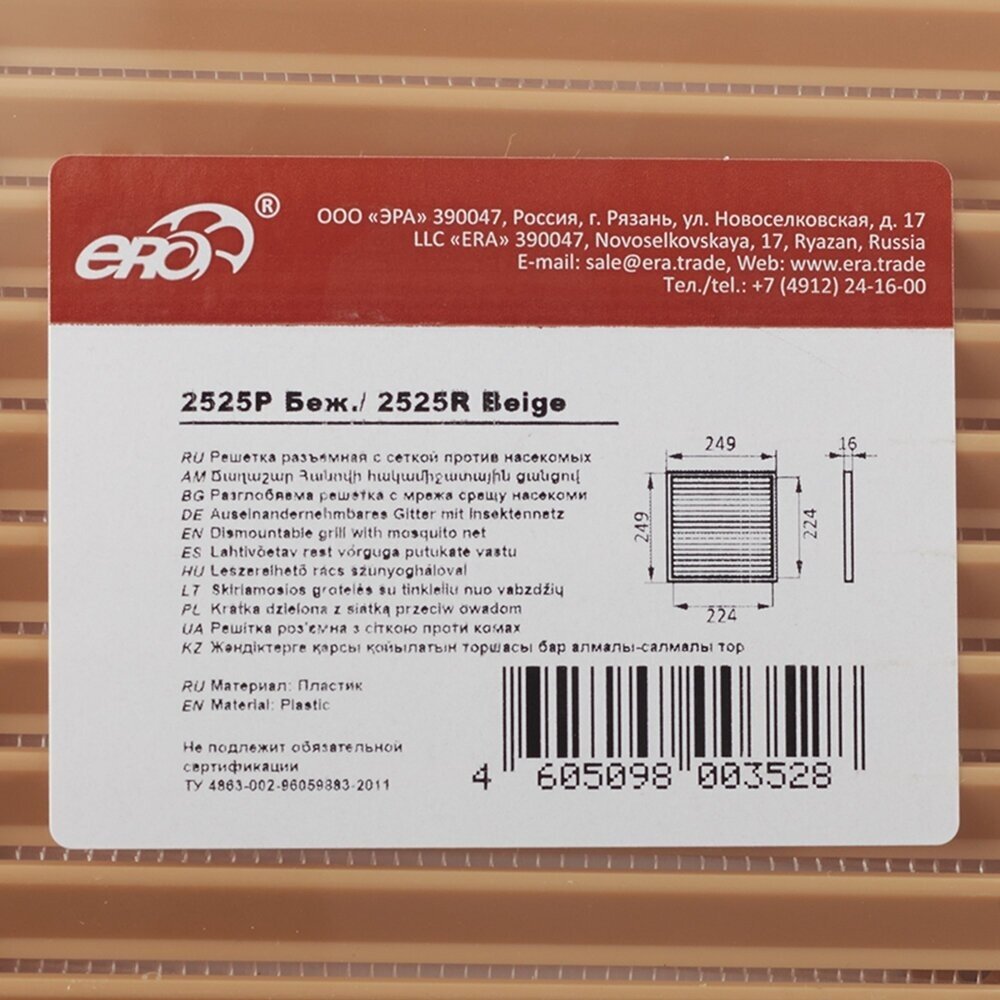 ERA ®
ООО «ЭРА» 390047, Россия, г. Рязань, ул. Новоселковская, д. 17
LLC «ERA» 390047, Novoselkovskaya, 17, Ryazan, Russia
E-mail: sale@era.trade, Web: www.era.trade
Тел./tel.: +7 (4912) 24-16-00
2525Р Беж./ 2525R Beige
RU Решетка разъемная с сеткой против насекомых
AM Ճաղաշար Հանովի հակամիջատային ցանցով
BG Разглобяема решетка с мрежа срещу насекоми
DE Auseinandernehmbares Gitter mit Insektennetz
EN Dismountable grill with mosquito net
ES Lahtivõetav rest võrguga putukate vastu
HU Leszerelhető rács szúnyoghálóval
LT Skiriamosios grotelės su tinkleliu nuo vabzdžių
PL Kratka dzielona z siatką przeciw owadom
UA Решітка роз'ємна з сіткою проти комах
KZ Жәндіктерге қарсы қойылатын торшасы бар алмалы-салмалы тор
249
16
249
224
224
RU Материал: Пластик
EN Material: Plastic
Не подлежит обязательной
сертификации
ТУ 4863-002-96059883-2011
4 605098 003528